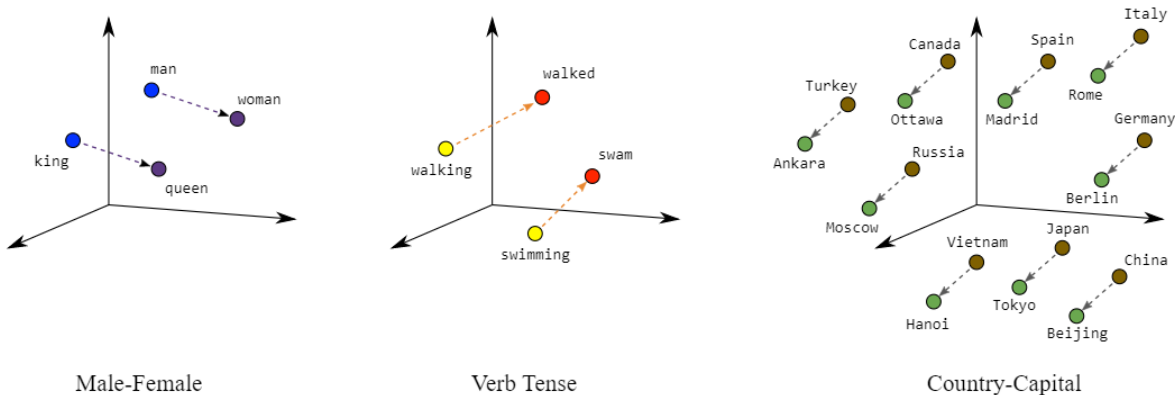 man
woman
king
queen
Male-Female
walked
walking
swam
swimming
Verb Tense
Italy
Canada
Spain
Rome
Turkey
Ottawa
Madrid
Germany
Ankara
Russia
Berlin
Moscow
Vietnam
Japan
China
Hanoi
Tokyo
Beijing
Country-Capital